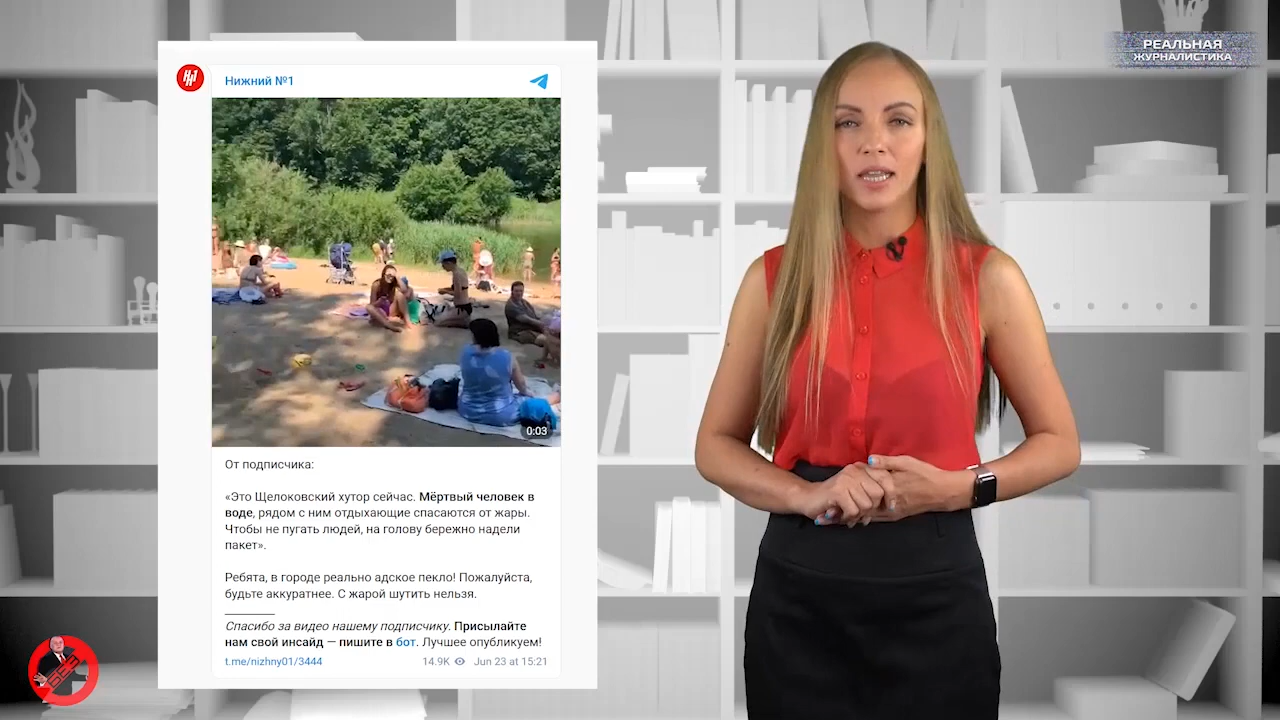 РЕАЛЬНАЯ
ЖУРНАЛИСТИКА
НН1
Нижний №1
0:03
От подписчика:
«Это Щелоковский хутор сейчас. Мёртвый человек в
воде, рядом с ним отдыхающие спасаются от жары.
Чтобы не пугать людей, на голову бережно надели
пакет».
Ребята, в городе реально адское пекло! Пожалуйста,
будьте аккуратнее. С жарой шутить нельзя.
Спасибо за видео нашему подписчику. Присылайте
нам свой инсайд — пишите в бот. Лучшее опубликуем!
t.me/nizhny01/3444
14.9K Jun 23 at 15:21
БЕЗ